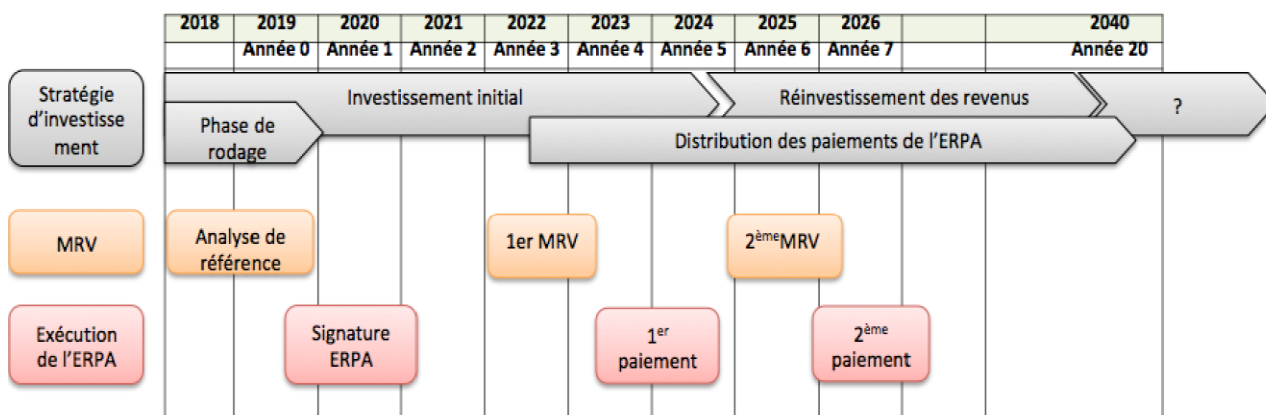 2018 2019 2020 2021 2022 2023 2024 2025 2026 2040
Année 0 Année 1 Année 2 Année 3 Année 4 Année 5 Année 6 Année 7 Année 20
Stratégie
d'investisse
ment
Investissement initial
Réinvestissement des revenus
?
Phase de
rodage
Distribution des paiements de l'ERPA
MRV
Analyse de
référence
1er MRV
2ème MRV
Exécution
de l'ERPA
Signature
ERPA
1er
paiement
2ème
paiement